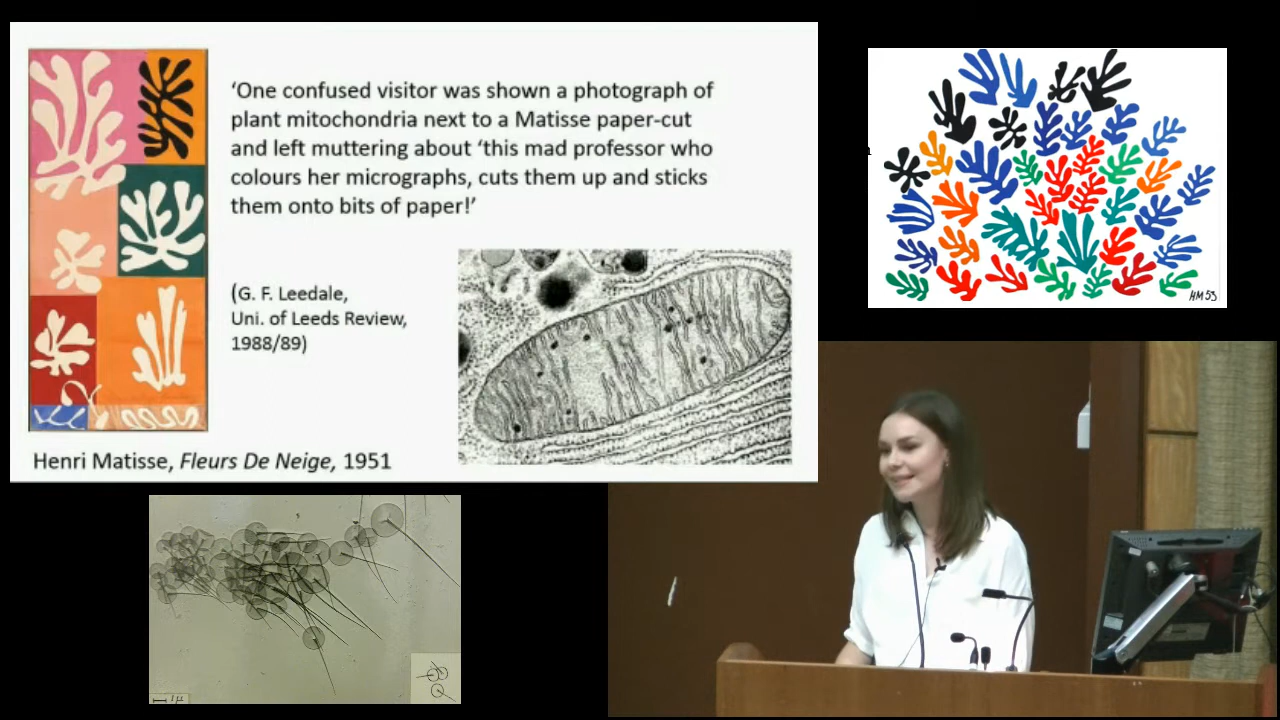 ‘One confused visitor was shown a photograph of
plant mitochondria next to a Matisse paper-cut
and left muttering about ‘this mad professor who
colours her micrographs, cuts them up and sticks
them onto bits of paper!’
(G. F. Leedale,
Uni. of Leeds Review,
1988/89)
Henri Matisse, Fleurs De Neige, 1951
HM 53
1µ